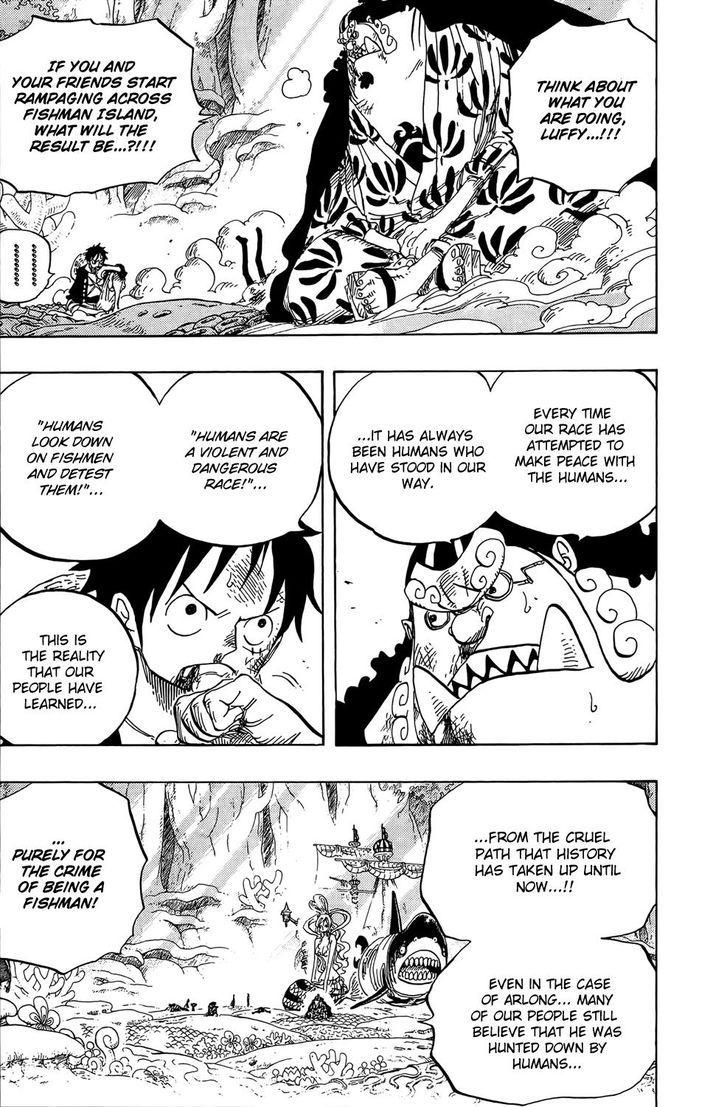 THINK ABOUT
WHAT YOU
ARE DOING,
LUFFY...!!!
IF YOU AND
YOUR FRIENDS START
RAMPAGING ACROSS
FISHMAN ISLAND,
WHAT WILL THE
RESULT BE...?!!!
EVERY TIME
OUR RACE HAS
ATTEMPTED TO
MAKE PEACE WITH
THE HUMANS...
...IT HAS ALWAYS
BEEN HUMANS WHO
HAVE STOOD IN OUR
WAY.
"HUMANS ARE
A VIOLENT AND
DANGEROUS
RACE!"...
"HUMANS
LOOK DOWN
ON FISHMEN
AND DETEST
THEM!"...
THIS IS
THE REALITY
THAT OUR
PEOPLE HAVE
LEARNED...
...FROM THE CRUEL
PATH THAT HISTORY
HAS TAKEN UP UNTIL
NOW...!!
EVEN IN THE CASE
OF ARLONG... MANY
OF OUR PEOPLE STILL
BELIEVE THAT HE WAS
HUNTED DOWN BY
HUMANS...
...
PURELY FOR
THE CRIME
OF BEING A
FISHMAN!